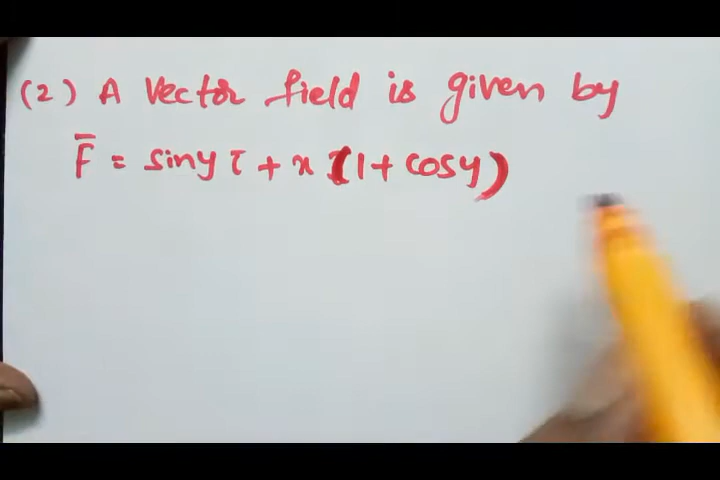 (2) A Vector field is given by
F̅ = siny i + x (1 + cosy)